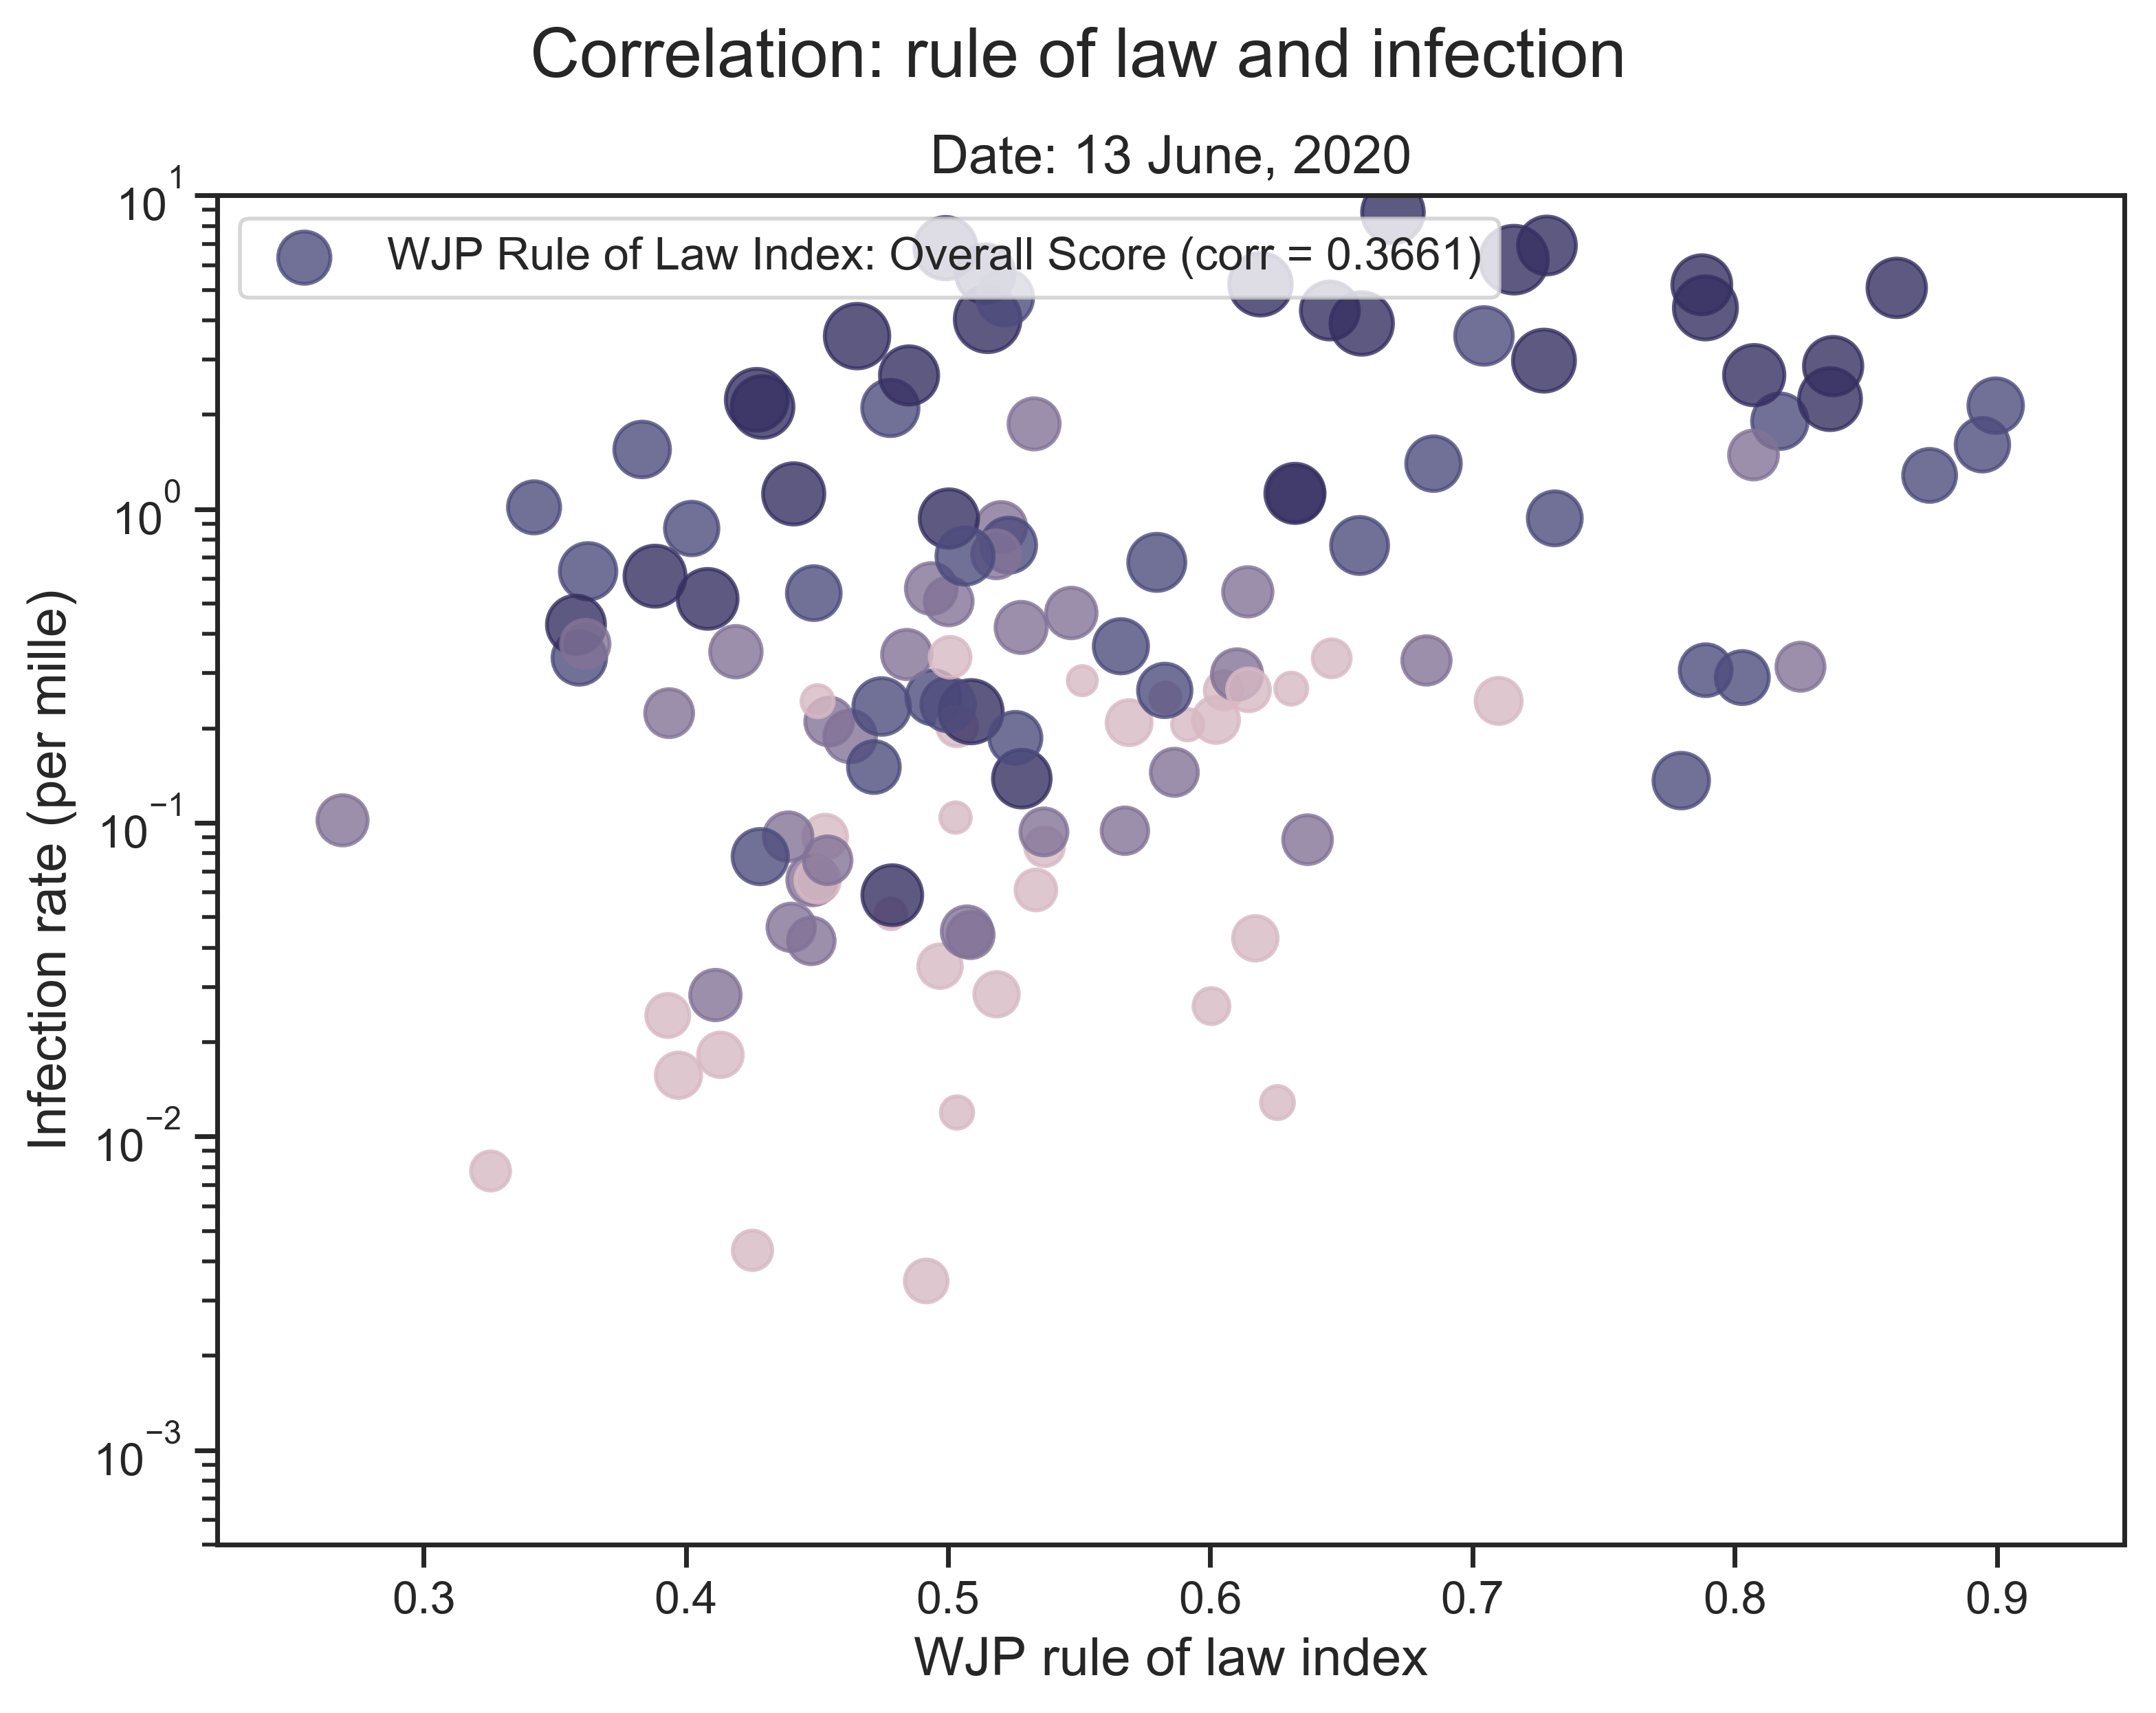 Correlation: rule of law and infection
Date: 13 June, 2020
WJP Rule of Law Index: Overall Score (corr = 0.3661)
Infection rate (per mille)
10^1
10^0
10^−1
10^−2
10^−3
0.3 0.4 0.5 0.6 0.7 0.8 0.9
WJP rule of law index